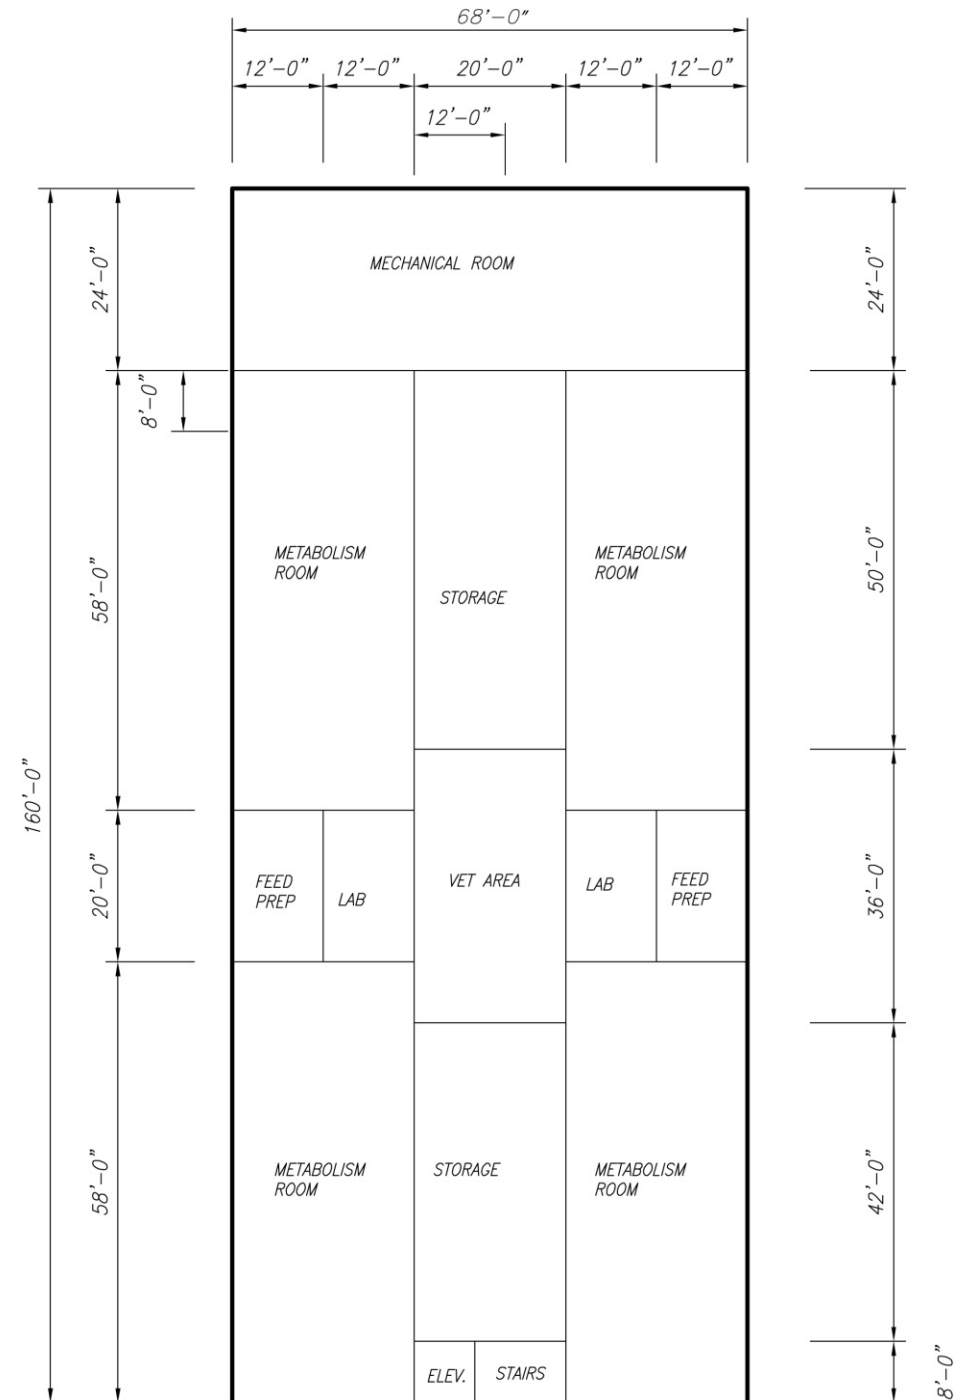 68'-0"
12'-0" 12'-0" 20'-0" 12'-0" 12'-0"
12'-0"
MECHANICAL ROOM
24'-0"
24'-0"
8'-0"
METABOLISM
ROOM
STORAGE
METABOLISM
ROOM
58'-0"
50'-0"
160'-0"
FEED
PREP
LAB
VET AREA
LAB
FEED
PREP
20'-0"
36'-0"
METABOLISM
ROOM
STORAGE
METABOLISM
ROOM
58'-0"
42'-0"
ELEV.
STAIRS
8'-0"